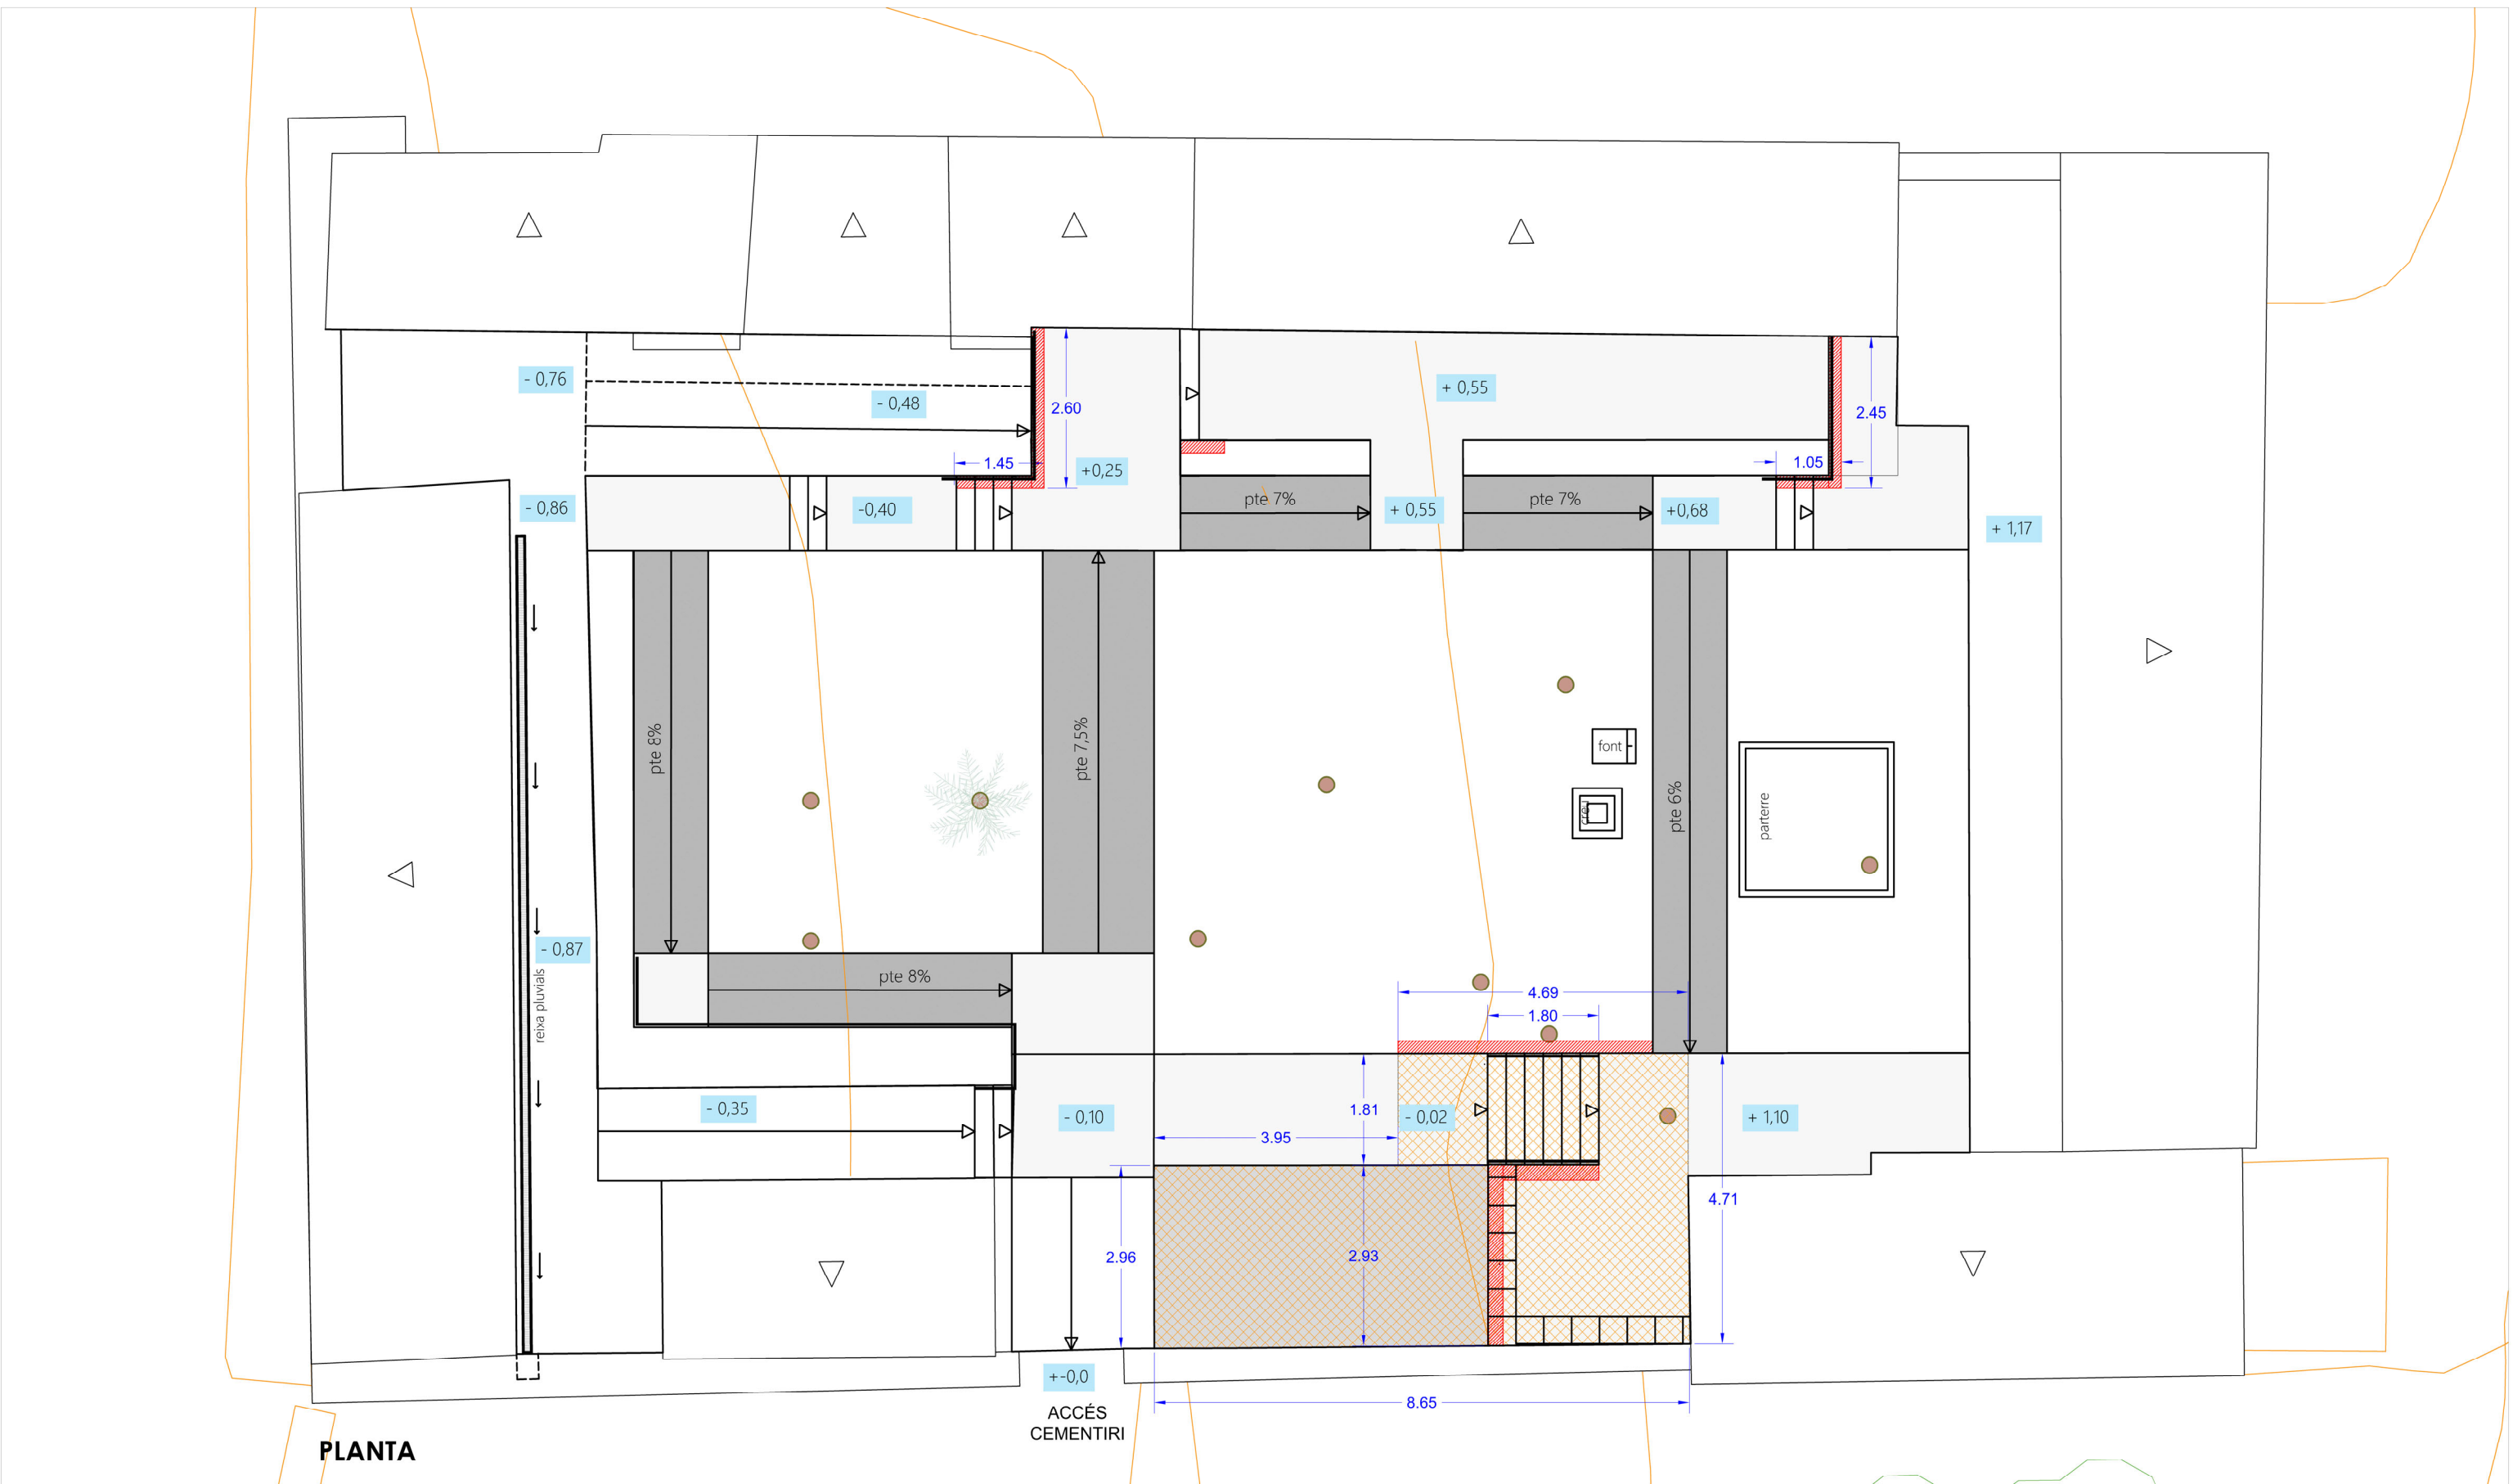 - 0,76
- 0,48
2.60
+ 0,55
2.45
1.45
+0,25
1.05
- 0,86
-0,40
pte 7%
+ 0,55
pte 7%
+0,68
+ 1,17
pte 8%
pte 7,5%
font
creu
pte 6%
parterre
- 0,87
reixa pluvials
pte 8%
4.69
1.80
- 0,35
- 0,10
1.81
- 0,02
+ 1,10
3.95
4.71
2.96
2.93
+-0,0
8.65
ACCÉS
CEMENTIRI
PLANTA